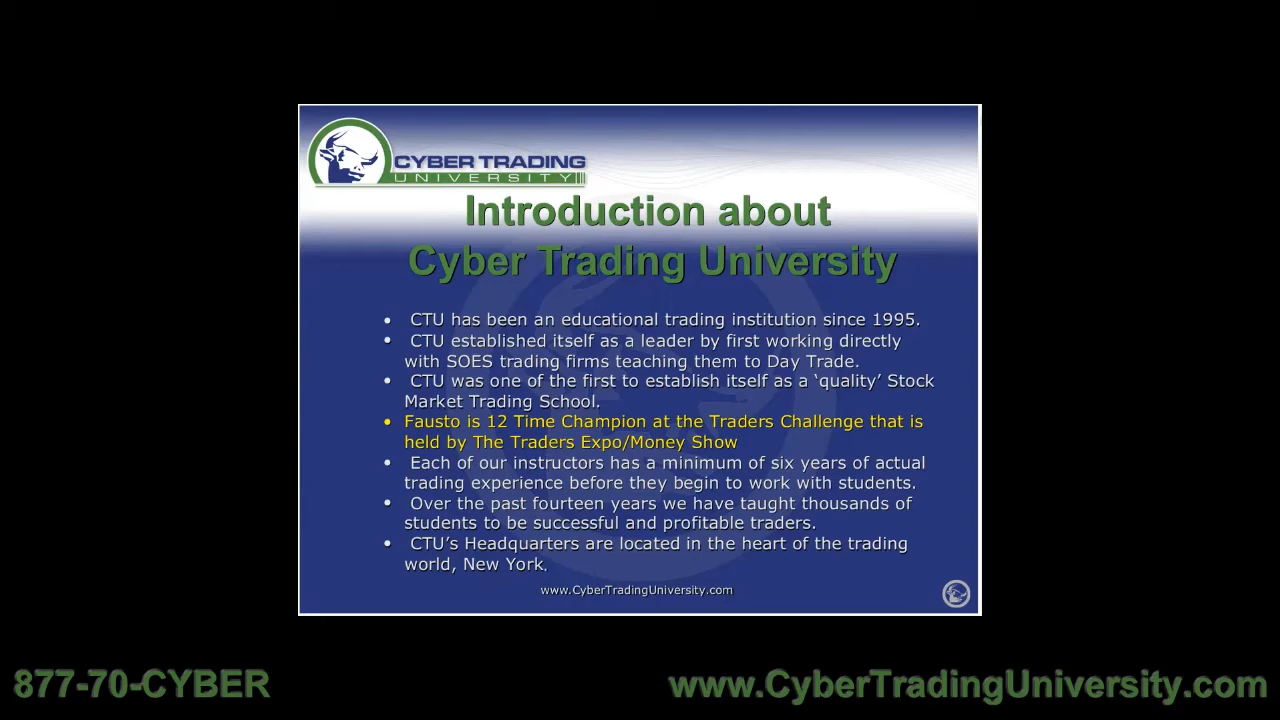 CYBER TRADING
UNIVERSITY
Introduction about
Cyber Trading University
• CTU has been an educational trading institution since 1995.
• CTU established itself as a leader by first working directly
with SOES trading firms teaching them to Day Trade.
• CTU was one of the first to establish itself as a ‘quality’ Stock
Market Trading School.
• Fausto is 12 Time Champion at the Traders Challenge that is
held by The Traders Expo/Money Show
• Each of our instructors has a minimum of six years of actual
trading experience before they begin to work with students.
• Over the past fourteen years we have taught thousands of
students to be successful and profitable traders.
• CTU’s Headquarters are located in the heart of the trading
world, New York.
www.CyberTradingUniversity.com
877-70-CYBER
www.CyberTradingUniversity.com